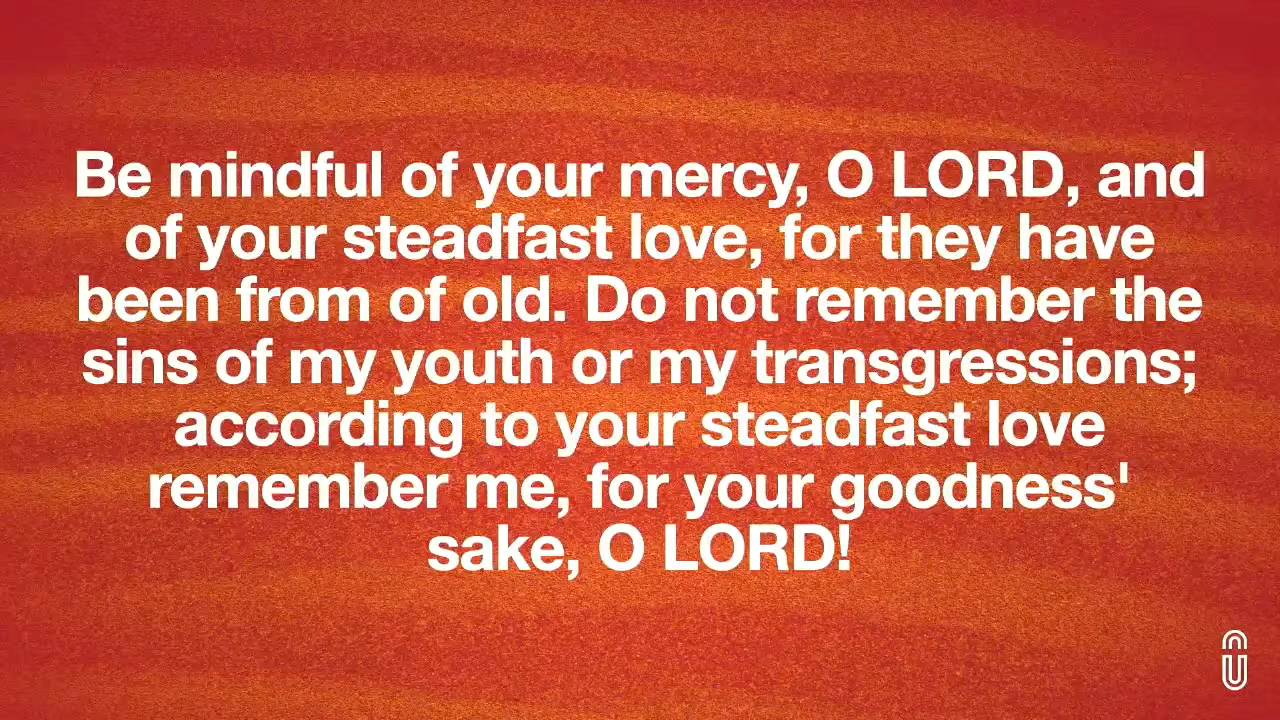 Be mindful of your mercy, O LORD, and
of your steadfast love, for they have
been from of old. Do not remember the
sins of my youth or my transgressions;
according to your steadfast love
remember me, for your goodness'
sake, O LORD!